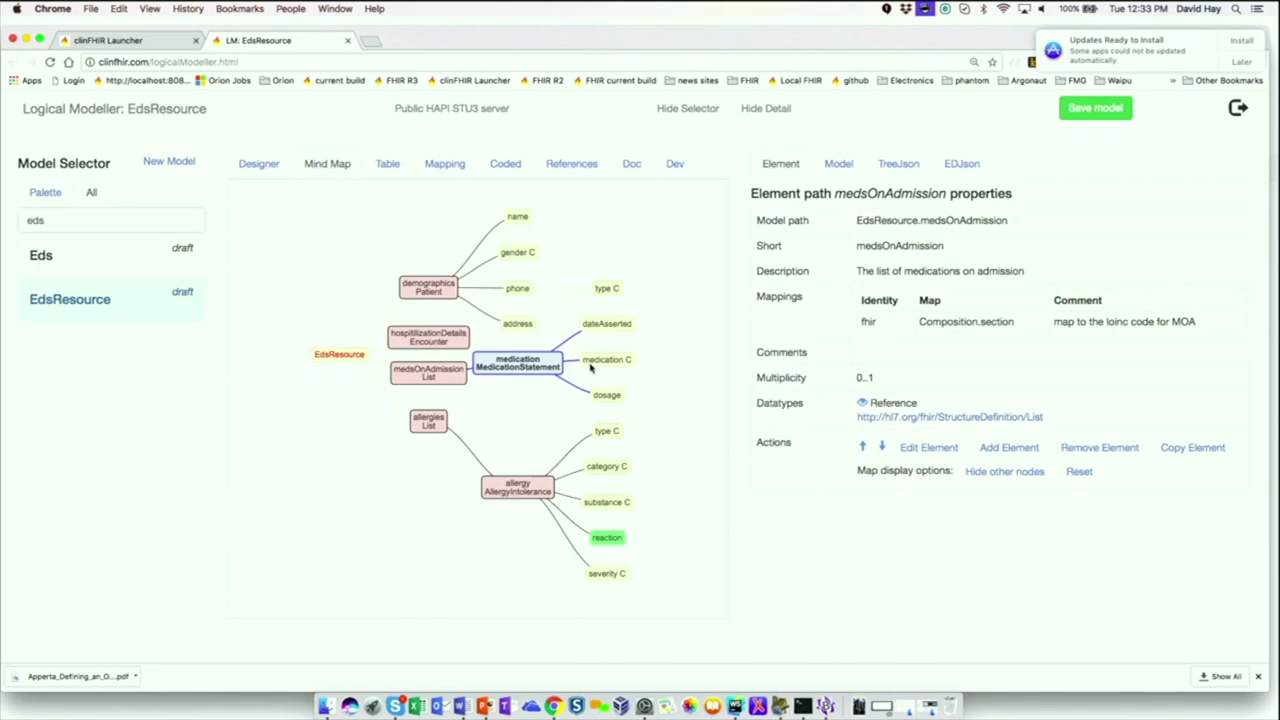 Chrome File Edit View History Bookmarks People Window Help 100% Tue 12:33 PM David Hay
clinFHIR Launcher × LM: EdsResource ×
Updates Ready to Install
Some apps could not be updated
automatically.
Install
Later
clinfhir.com/logicalModeller.html
Apps Login http://localhost:808... Orion Jobs Orion current build FHIR R3 clinFHIR Launcher FHIR R2 FHIR current build news sites FHIR Local FHIR github Electronics phantom Argonaut FMG Waipu » Other Bookmarks
Logical Modeller: EdsResource Public HAPI STU3 server Hide Selector Hide Detail Save model
Model Selector New Model
Palette All
eds
Eds draft
EdsResource draft
Designer Mind Map Table Mapping Coded References Doc Dev
name
gender C
demographics
Patient
phone
address
hospitilizationDetails
Encounter
EdsResource
medsOnAdmission
List
medication
MedicationStatement
type C
dateAsserted
medication C
dosage
allergies
List
allergy
AllergyIntolerance
type C
category C
substance C
reaction
severity C
Element Model TreeJson EDJson
Element path medsOnAdmission properties
Model path EdsResource.medsOnAdmission
Short medsOnAdmission
Description The list of medications on admission
Mappings Identity Map Comment
fhir Composition.section map to the loinc code for MOA
Comments
Multiplicity 0..1
Datatypes Reference
http://hl7.org/fhir/StructureDefinition/List
Actions Edit Element Add Element Remove Element Copy Element
Map display options: Hide other nodes Reset
Apperta_Defining_an_O....pdf Show All ×